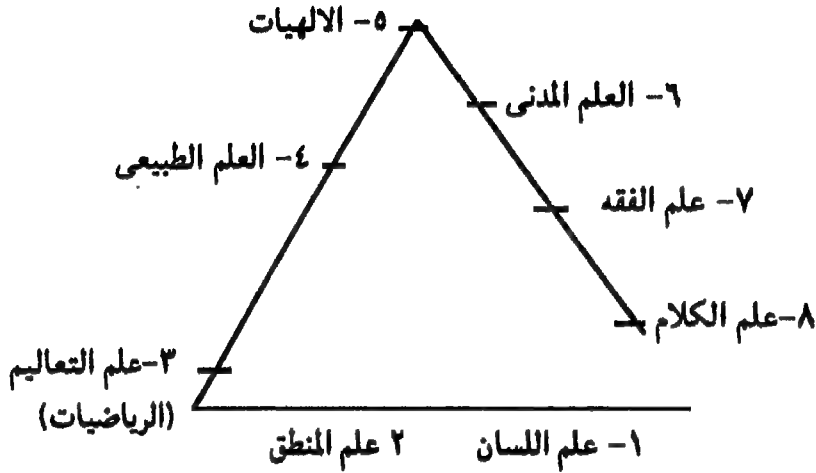 ٥- الالهيات
٦- العلم المدنى
٤- العلم الطبيعى
٧- علم الفقه
٨-علم الكلام
٣-علم التعاليم
(الرياضيات)
١- علم اللسان
٢ علم المنطق